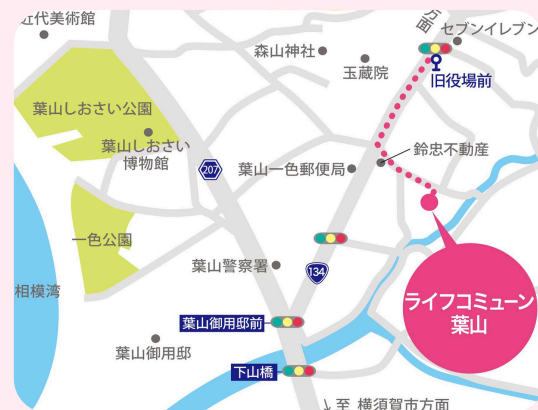 近代美術館
方面
セブンイレブン
森山神社
玉蔵院
旧役場前
葉山しおさい公園
葉山しおさい
博物館
鈴忠不動産
207
葉山一色郵便局
一色公園
葉山警察署
134
相模湾
ライフコミューン
葉山
葉山御用邸前
葉山御用邸
下山橋
至 横須賀市方面